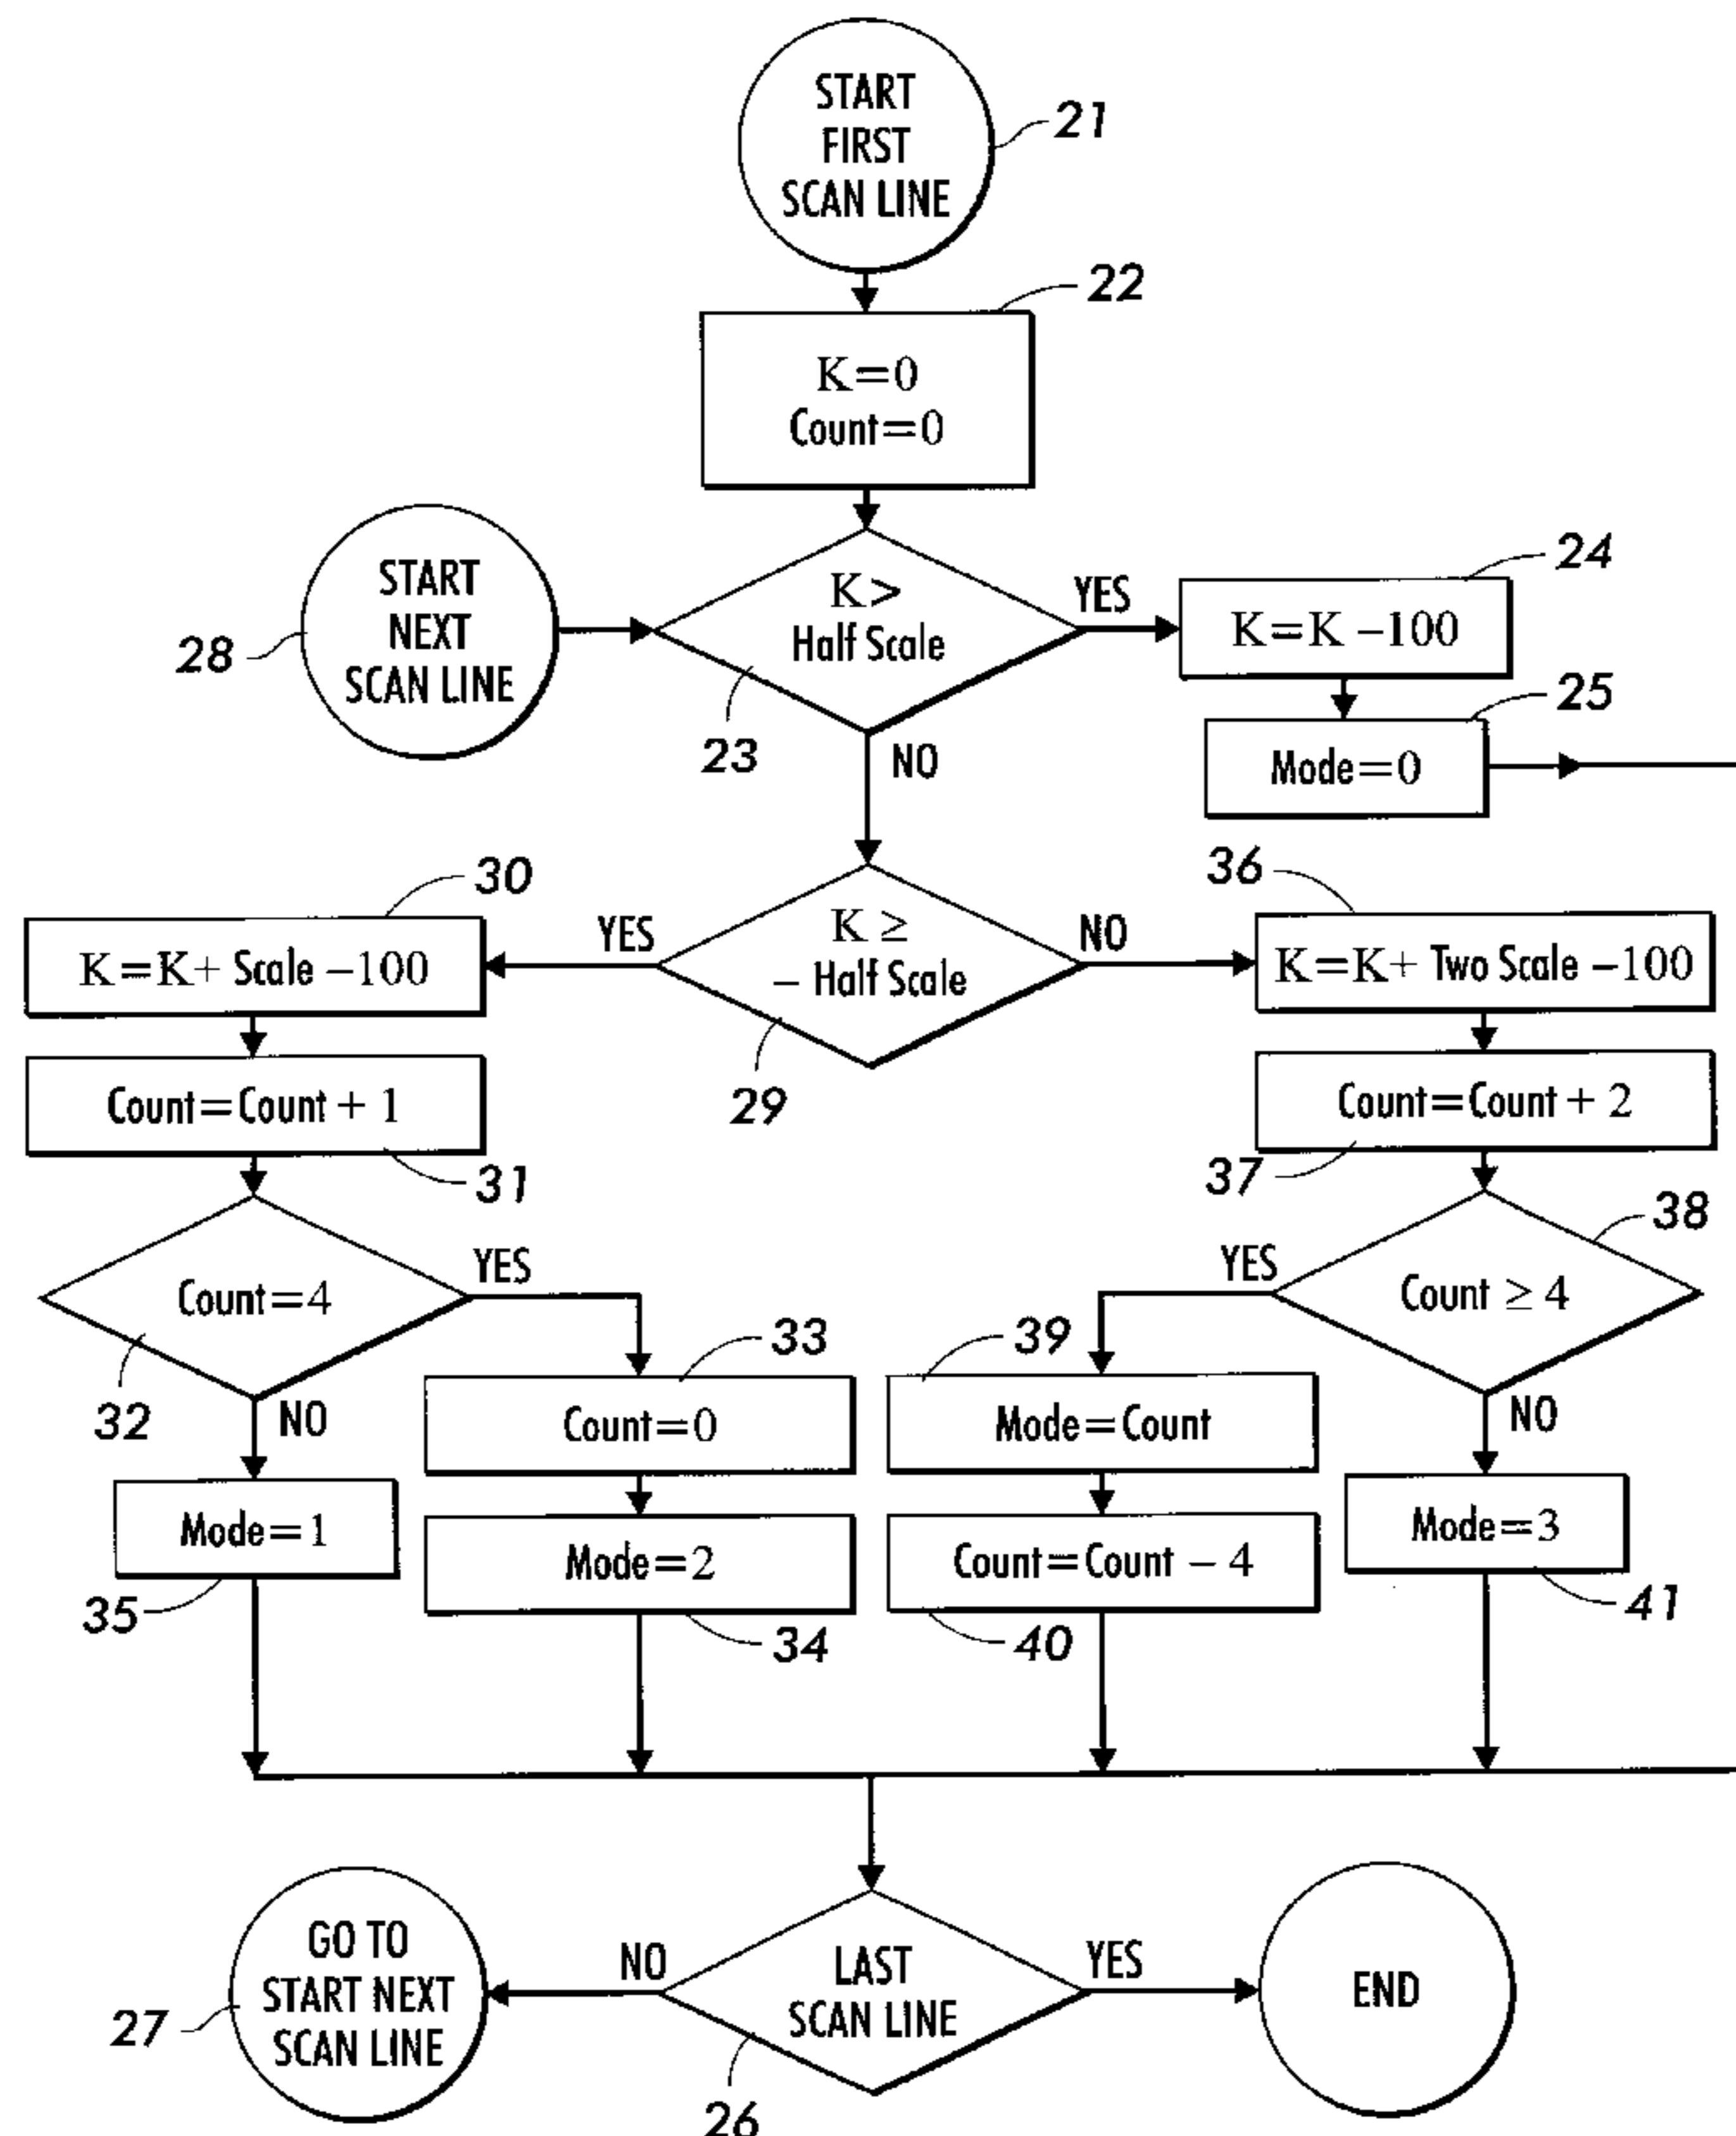 START
FIRST
SCAN LINE
21
22
K=0
Count=0
START
NEXT
SCAN LINE
28
K>
Half Scale
23
YES
NO
24
K=K −100
25
Mode=0
K ≥
− Half Scale
29
YES
NO
30
K=K+ Scale −100
Count=Count + 1
31
Count=4
32
YES
NO
33
Count=0
Mode=2
34
Mode=1
35
36
K=K+ Two Scale −100
Count=Count + 2
37
38
Count ≥ 4
YES
NO
39
Mode=Count
Count=Count − 4
40
Mode=3
41
LAST
SCAN LINE
26
NO
YES
GO TO
START NEXT
SCAN LINE
27
END